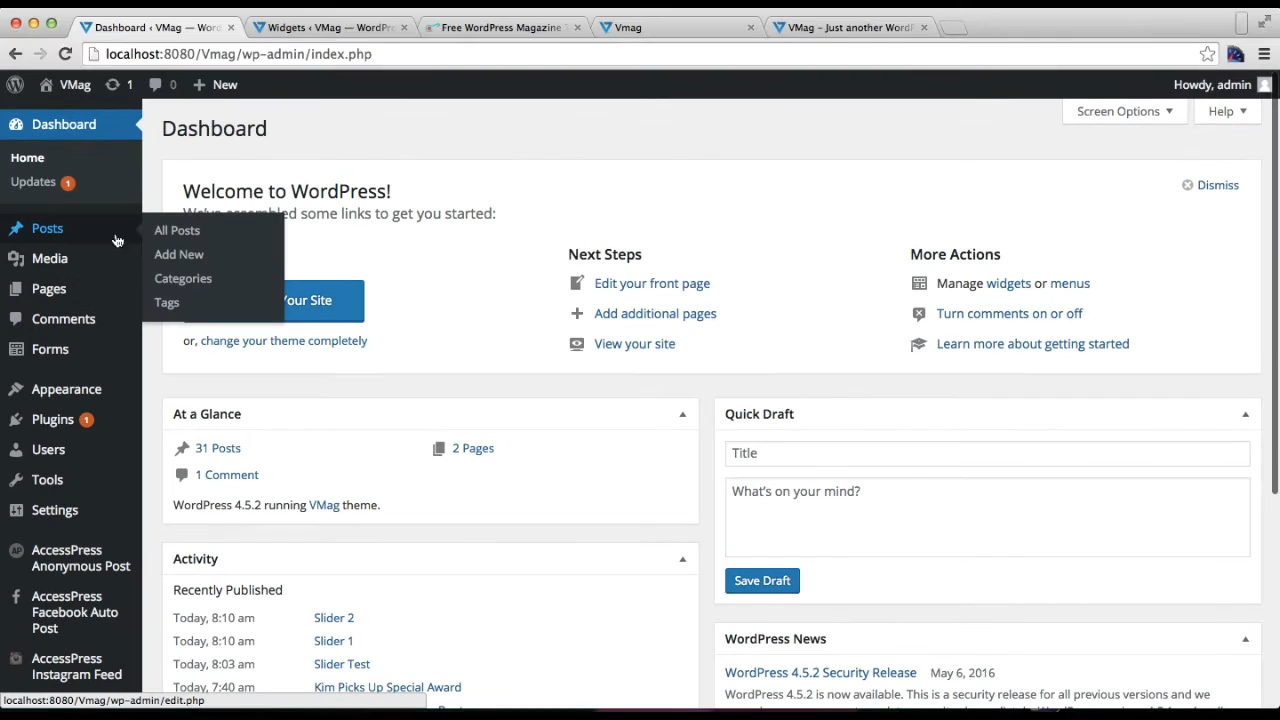 Dashboard ‹ VMag — Word
Widgets ‹ VMag — WordPre
Free WordPress Magazine T
Vmag
VMag – Just another WordP
localhost:8080/Vmag/wp-admin/index.php
VMag
1
0
New
Howdy, admin
Dashboard
Home
Updates 1
Posts
Media
Pages
Comments
Forms
Appearance
Plugins 1
Users
Tools
Settings
AccessPress
Anonymous Post
AccessPress
Facebook Auto
Post
AccessPress
Instagram Feed
All Posts
Add New
Categories
Tags
Screen Options
Help
Dashboard
Welcome to WordPress!
Dismiss
We've assembled some links to get you started:
Your Site
or, change your theme completely
Next Steps
Edit your front page
Add additional pages
View your site
More Actions
Manage widgets or menus
Turn comments on or off
Learn more about getting started
At a Glance
31 Posts
2 Pages
1 Comment
WordPress 4.5.2 running VMag theme.
Activity
Recently Published
Today, 8:10 am Slider 2
Today, 8:10 am Slider 1
Today, 8:03 am Slider Test
Today, 7:40 am Kim Picks Up Special Award
Quick Draft
Title
What's on your mind?
Save Draft
WordPress News
WordPress 4.5.2 Security Release May 6, 2016
WordPress 4.5.2 is now available. This is a security release for all previous versions and we
localhost:8080/Vmag/wp-admin/edit.php